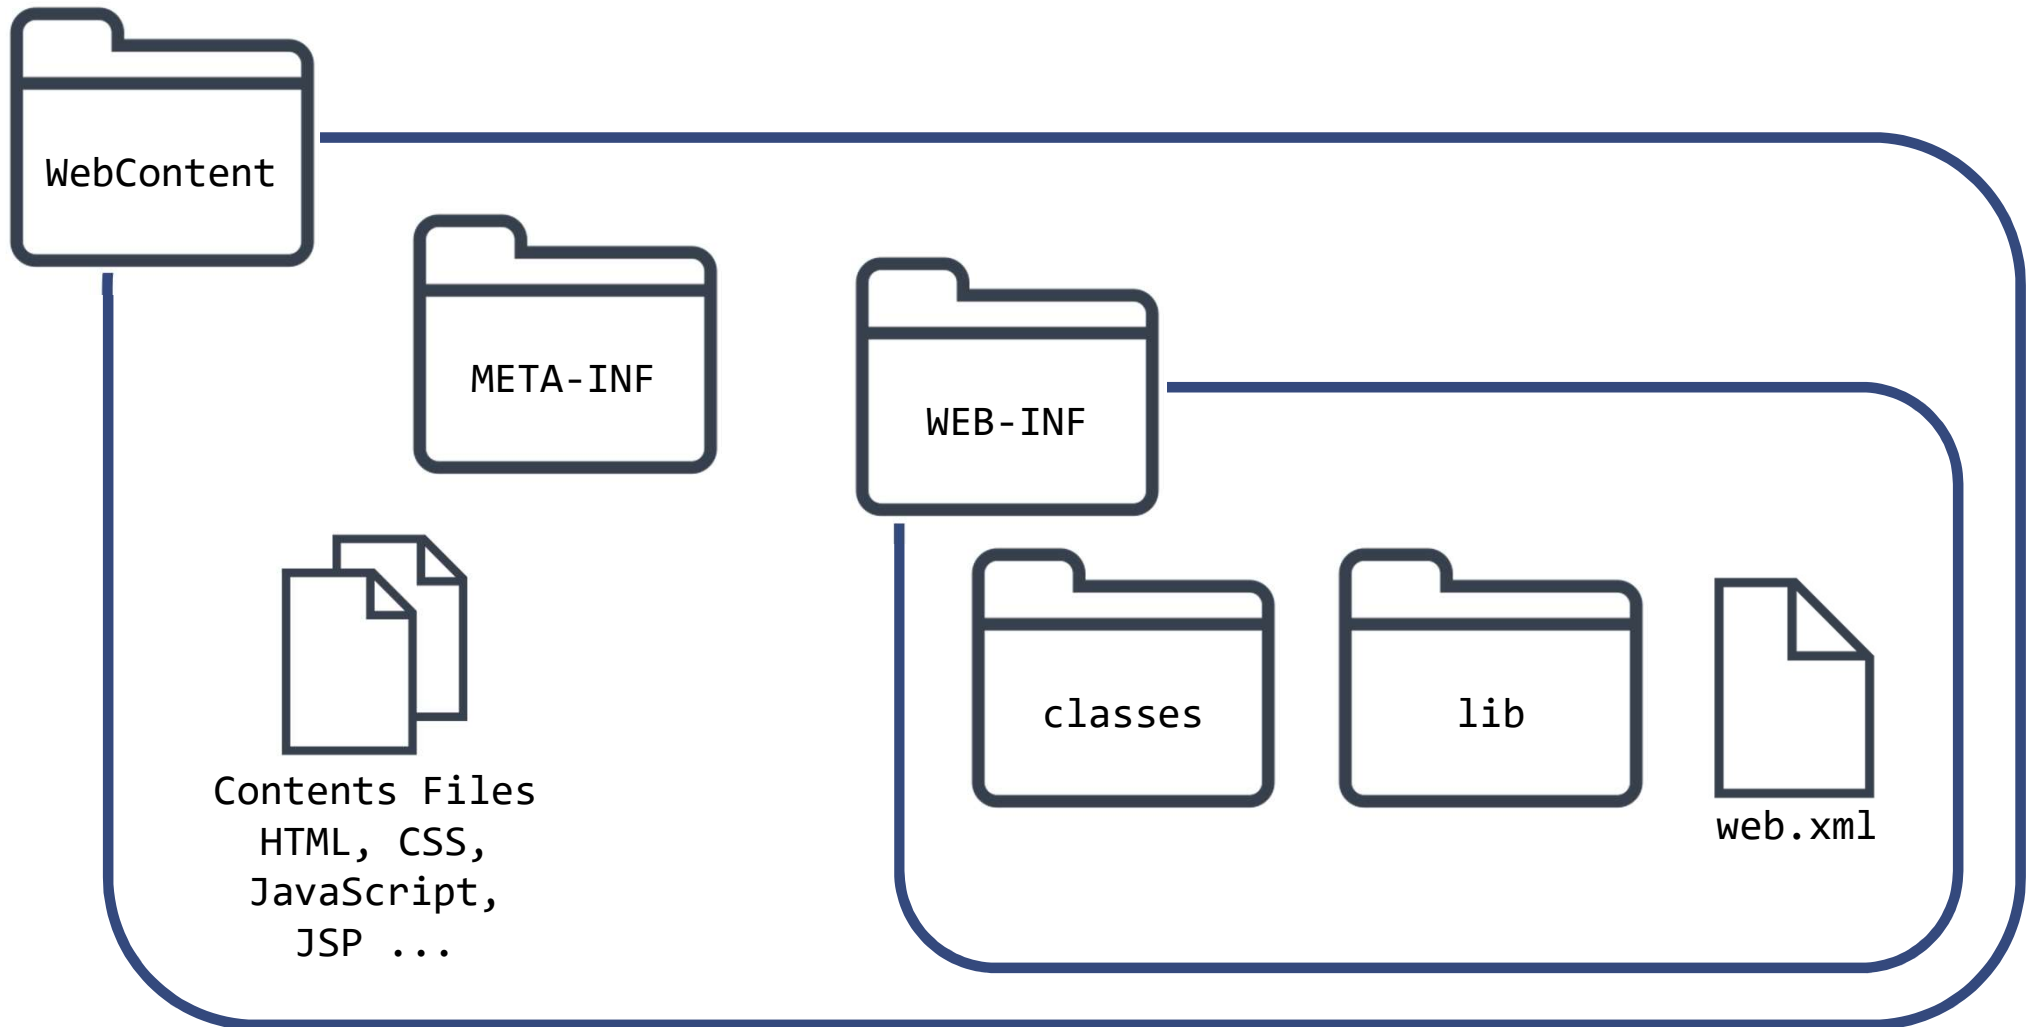 WebContent
META-INF
WEB-INF
classes
lib
web.xml
Contents Files
HTML, CSS,
JavaScript,
JSP ...